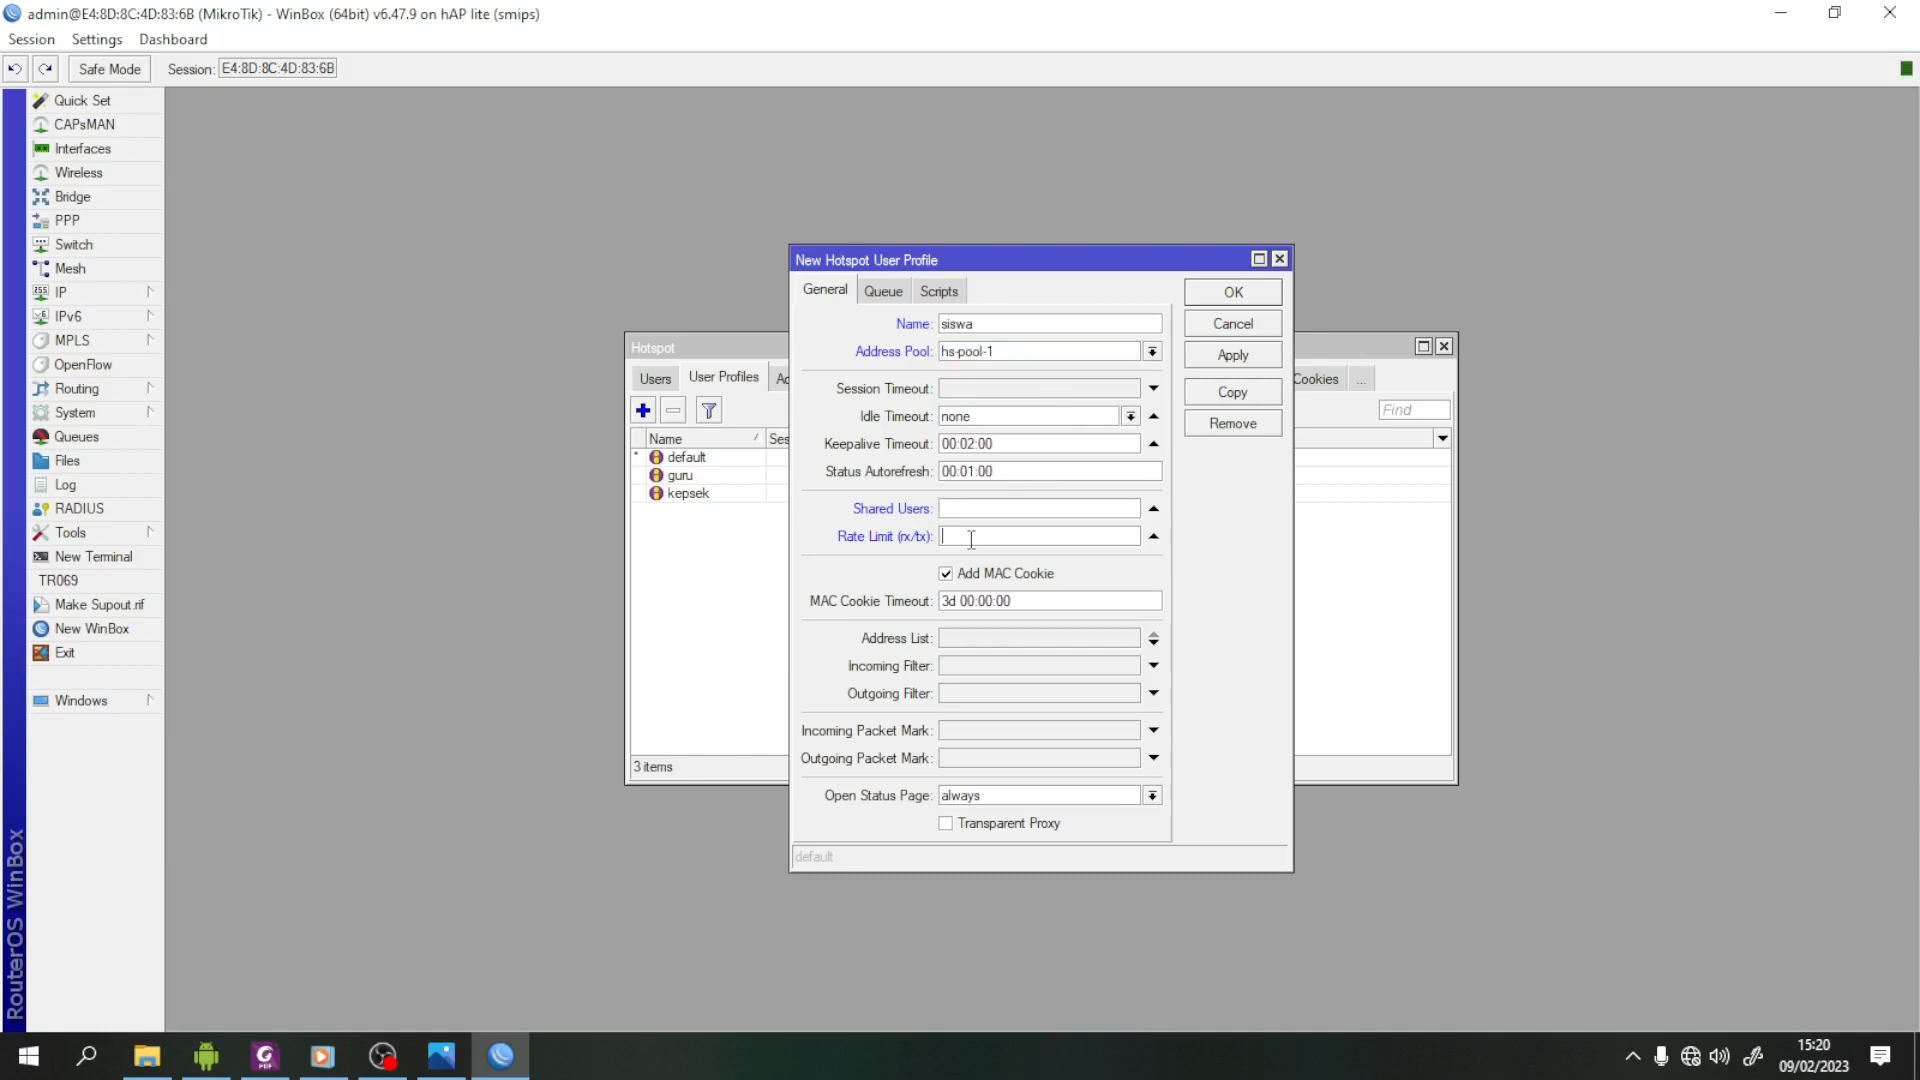 admin@E4:8D:8C:4D:83:6B (MikroTik) - WinBox (64bit) v6.47.9 on hAP lite (smips)
Session Settings Dashboard
Safe Mode Session: E4:8D:8C:4D:83:6B
Quick Set
CAPsMAN
Interfaces
Wireless
Bridge
PPP
Switch
Mesh
IP
IPv6
MPLS
OpenFlow
Routing
System
Queues
Files
Log
RADIUS
Tools
New Terminal
TR069
Make Supout.rif
New WinBox
Exit
Windows
RouterOS WinBox
Hotspot
Users User Profiles Ad Cookies ...
Find
Name Ses
* default
guru
kepsek
3 items
New Hotspot User Profile
General Queue Scripts
Name: siswa
Address Pool: hs-pool-1
Session Timeout:
Idle Timeout: none
Keepalive Timeout: 00:02:00
Status Autorefresh: 00:01:00
Shared Users:
Rate Limit (rx/tx):
Add MAC Cookie
MAC Cookie Timeout: 3d 00:00:00
Address List:
Incoming Filter:
Outgoing Filter:
Incoming Packet Mark:
Outgoing Packet Mark:
Open Status Page: always
Transparent Proxy
default
OK
Cancel
Apply
Copy
Remove
15:20
09/02/2023